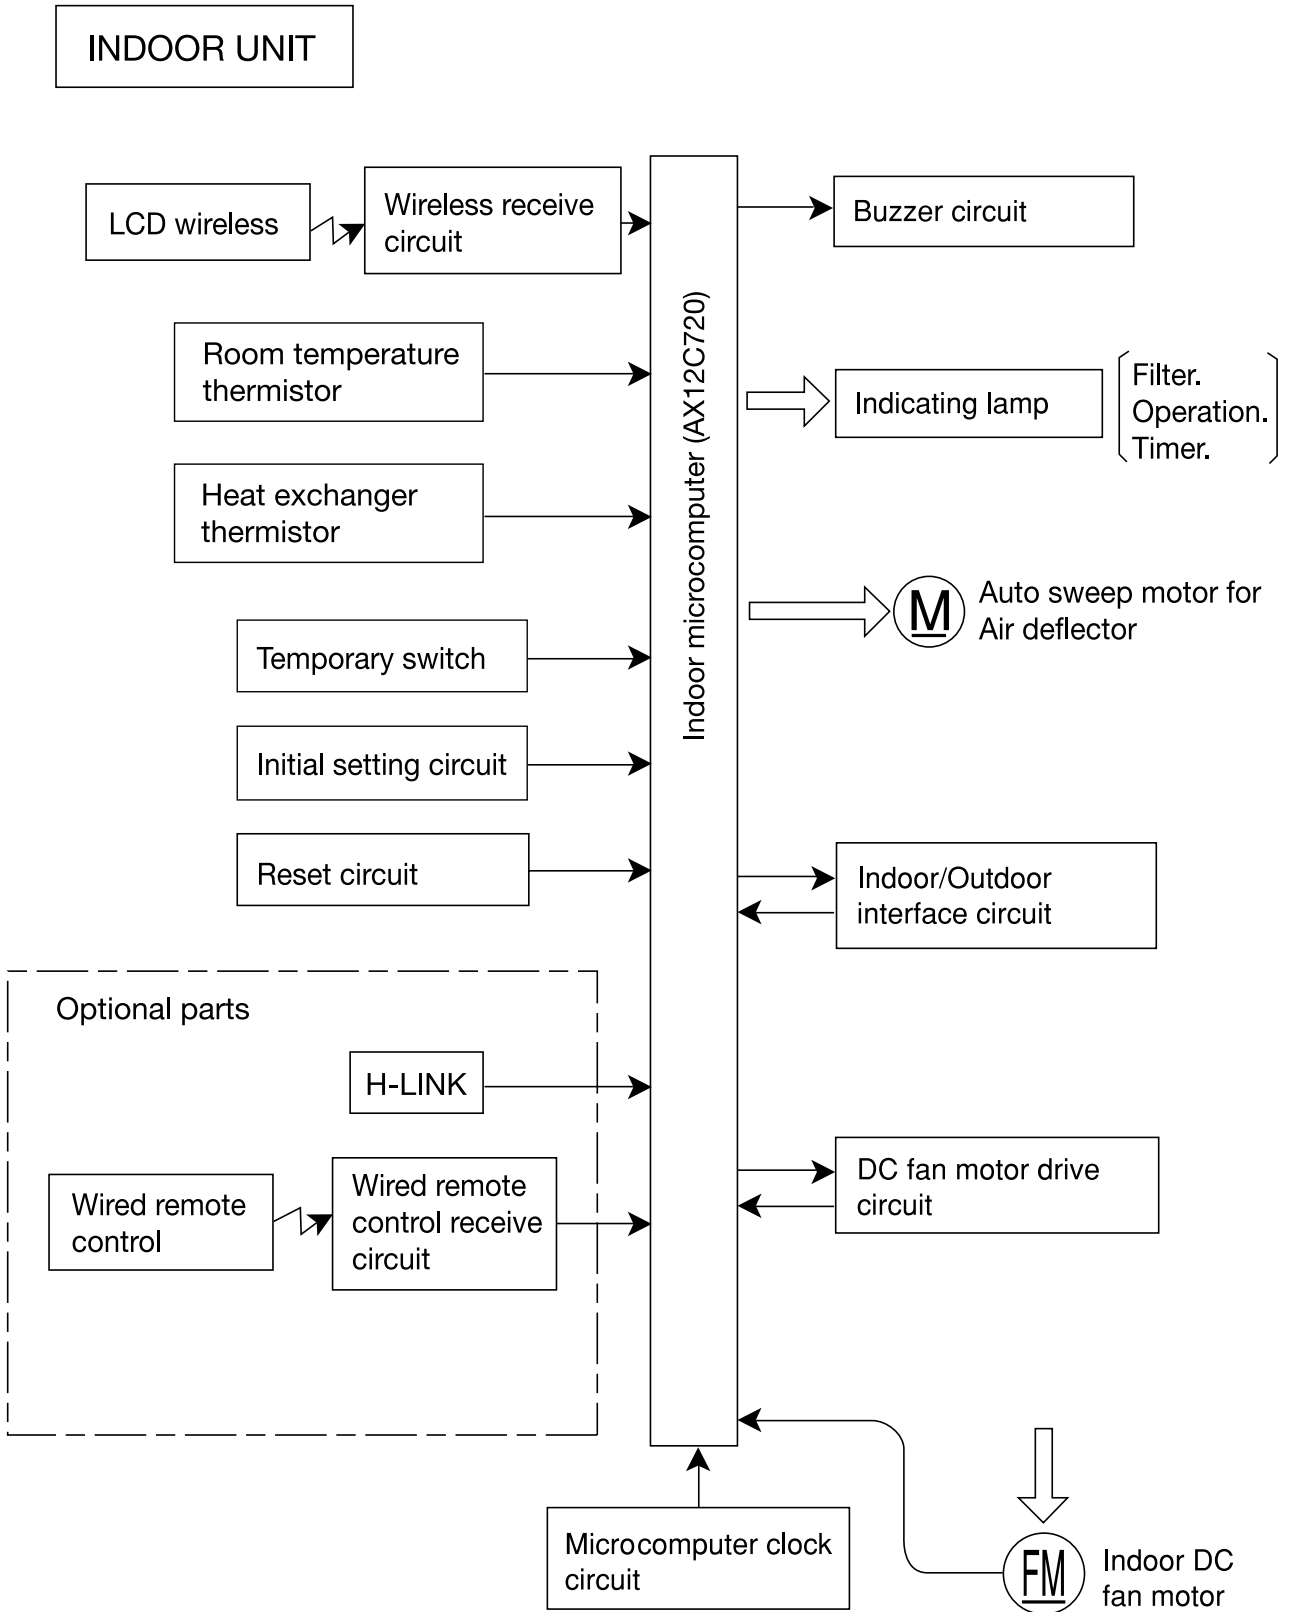 INDOOR UNIT
LCD wireless
Wireless receive
circuit
Room temperature
thermistor
Heat exchanger
thermistor
Temporary switch
Initial setting circuit
Reset circuit
Optional parts
H-LINK
Wired remote
control
Wired remote
control receive
circuit
Indoor microcomputer (AX12C720)
Buzzer circuit
Indicating lamp
Filter.
Operation.
Timer.
M
Auto sweep motor for
Air deflector
Indoor/Outdoor
interface circuit
DC fan motor drive
circuit
Microcomputer clock
circuit
FM
Indoor DC
fan motor